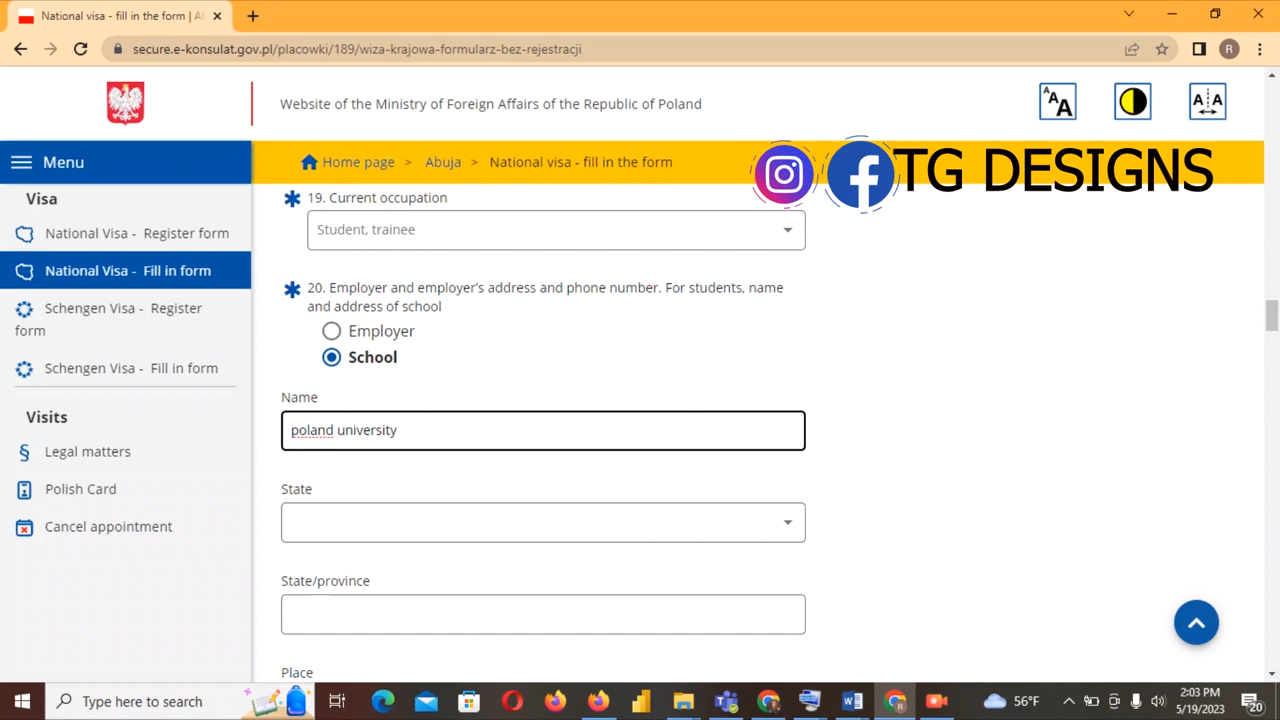 National visa - fill in the form | Al
secure.e-konsulat.gov.pl/placowki/189/wiza-krajowa-formularz-bez-rejestracji
R
Website of the Ministry of Foreign Affairs of the Republic of Poland
AAA
A A
Menu
Home page > Abuja > National visa - fill in the form
TG DESIGNS
Visa
National Visa - Register form
National Visa - Fill in form
Schengen Visa - Register
form
Schengen Visa - Fill in form
Visits
Legal matters
Polish Card
Cancel appointment
19. Current occupation
Student, trainee
20. Employer and employer's address and phone number. For students, name
and address of school
Employer
School
Name
poland university
State
State/province
Place
Type here to search
56°F
2:03 PM
5/19/2023
20